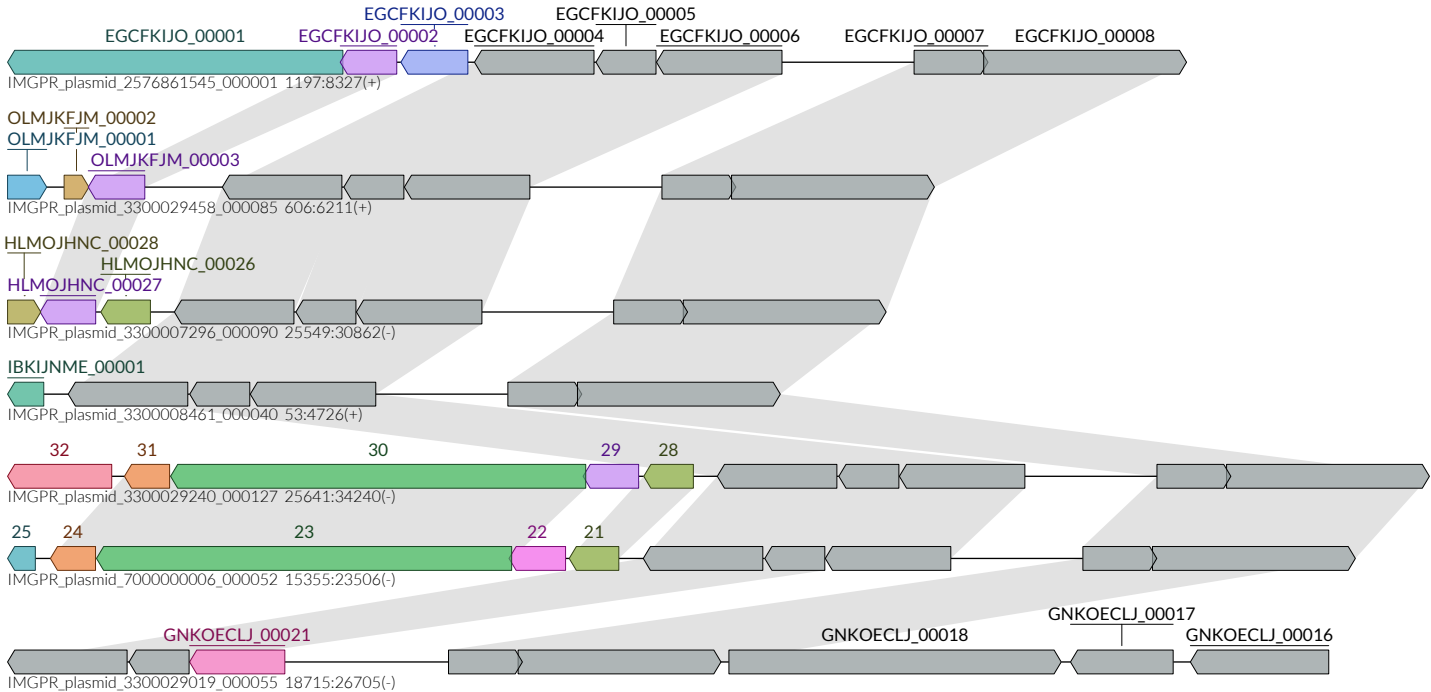 EGCFKIJO_00003 EGCFKIJO_00005
EGCFKIJO_00001 EGCFKIJO_00002 EGCFKIJO_00004 EGCFKIJO_00006 EGCFKIJO_00007 EGCFKIJO_00008
IMGPR_plasmid_2576861545_000001 1197:8327(+)
OLMJKFJM_00002
OLMJKFJM_00001
OLMJKFJM_00003
IMGPR_plasmid_3300029458_000085 606:6211(+)
HLMOJHNC_00028
HLMOJHNC_00026
HLMOJHNC_00027
IMGPR_plasmid_3300007296_000090 25549:30862(-)
IBKIJNME_00001
IMGPR_plasmid_3300008461_000040 53:4726(+)
32 31 30 29 28
IMGPR_plasmid_3300029240_000127 25641:34240(-)
25 24 23 22 21
IMGPR_plasmid_7000000006_000052 15355:23506(-)
GNKOECLJ_00017
GNKOECLJ_00021 GNKOECLJ_00018 GNKOECLJ_00016
IMGPR_plasmid_3300029019_000055 18715:26705(-)